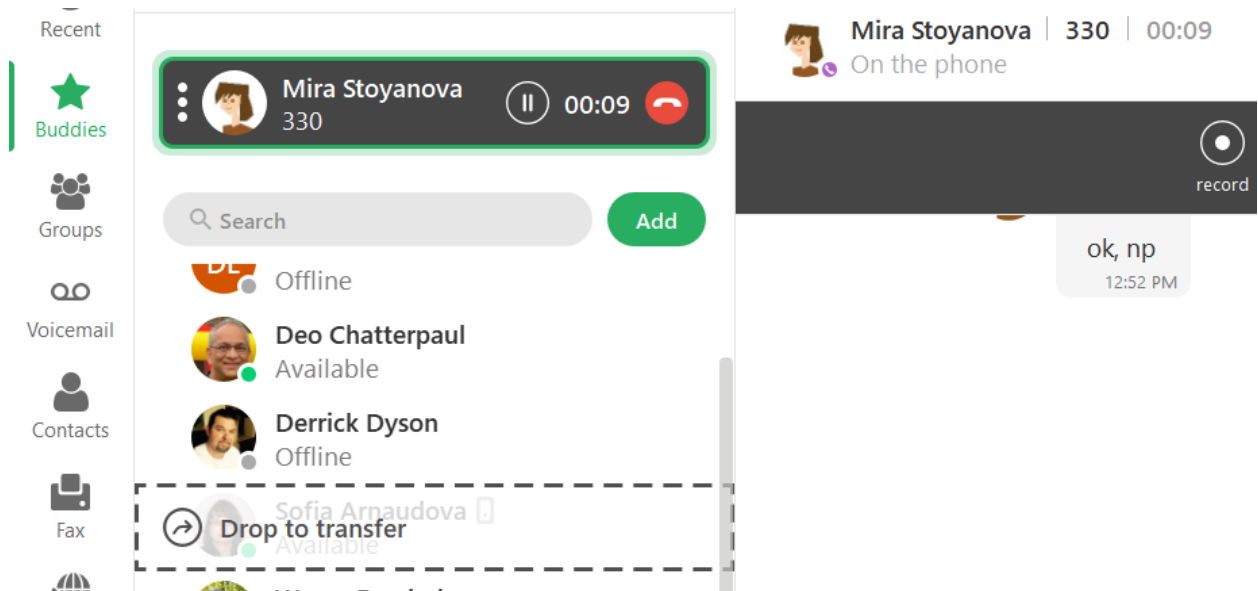 Recent
Buddies
Groups
Voicemail
Contacts
Fax
Mira Stoyanova
330
00:09
Search
Add
Offline
Deo Chatterpaul
Available
Derrick Dyson
Offline
Sofia Arnaudova
Drop to transfer
Available
Mira Stoyanova 330 00:09
On the phone
record
ok, np
12:52 PM